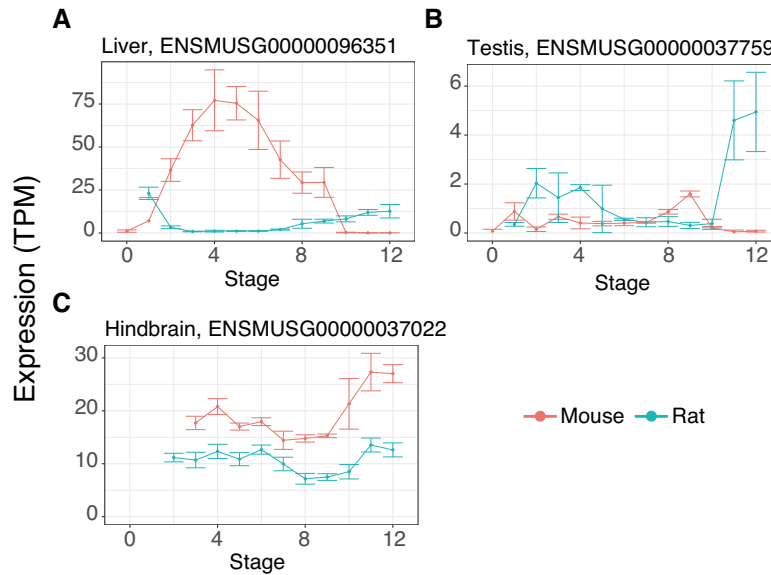 A
Liver, ENSMUSG00000096351
75
50
25
0
0 4 8 12
Stage
B
Testis, ENSMUSG00000037759
6
4
2
0
0 4 8 12
Stage
C
Hindbrain, ENSMUSG00000037022
30
20
10
0
0 4 8 12
Stage
Expression (TPM)
Mouse Rat